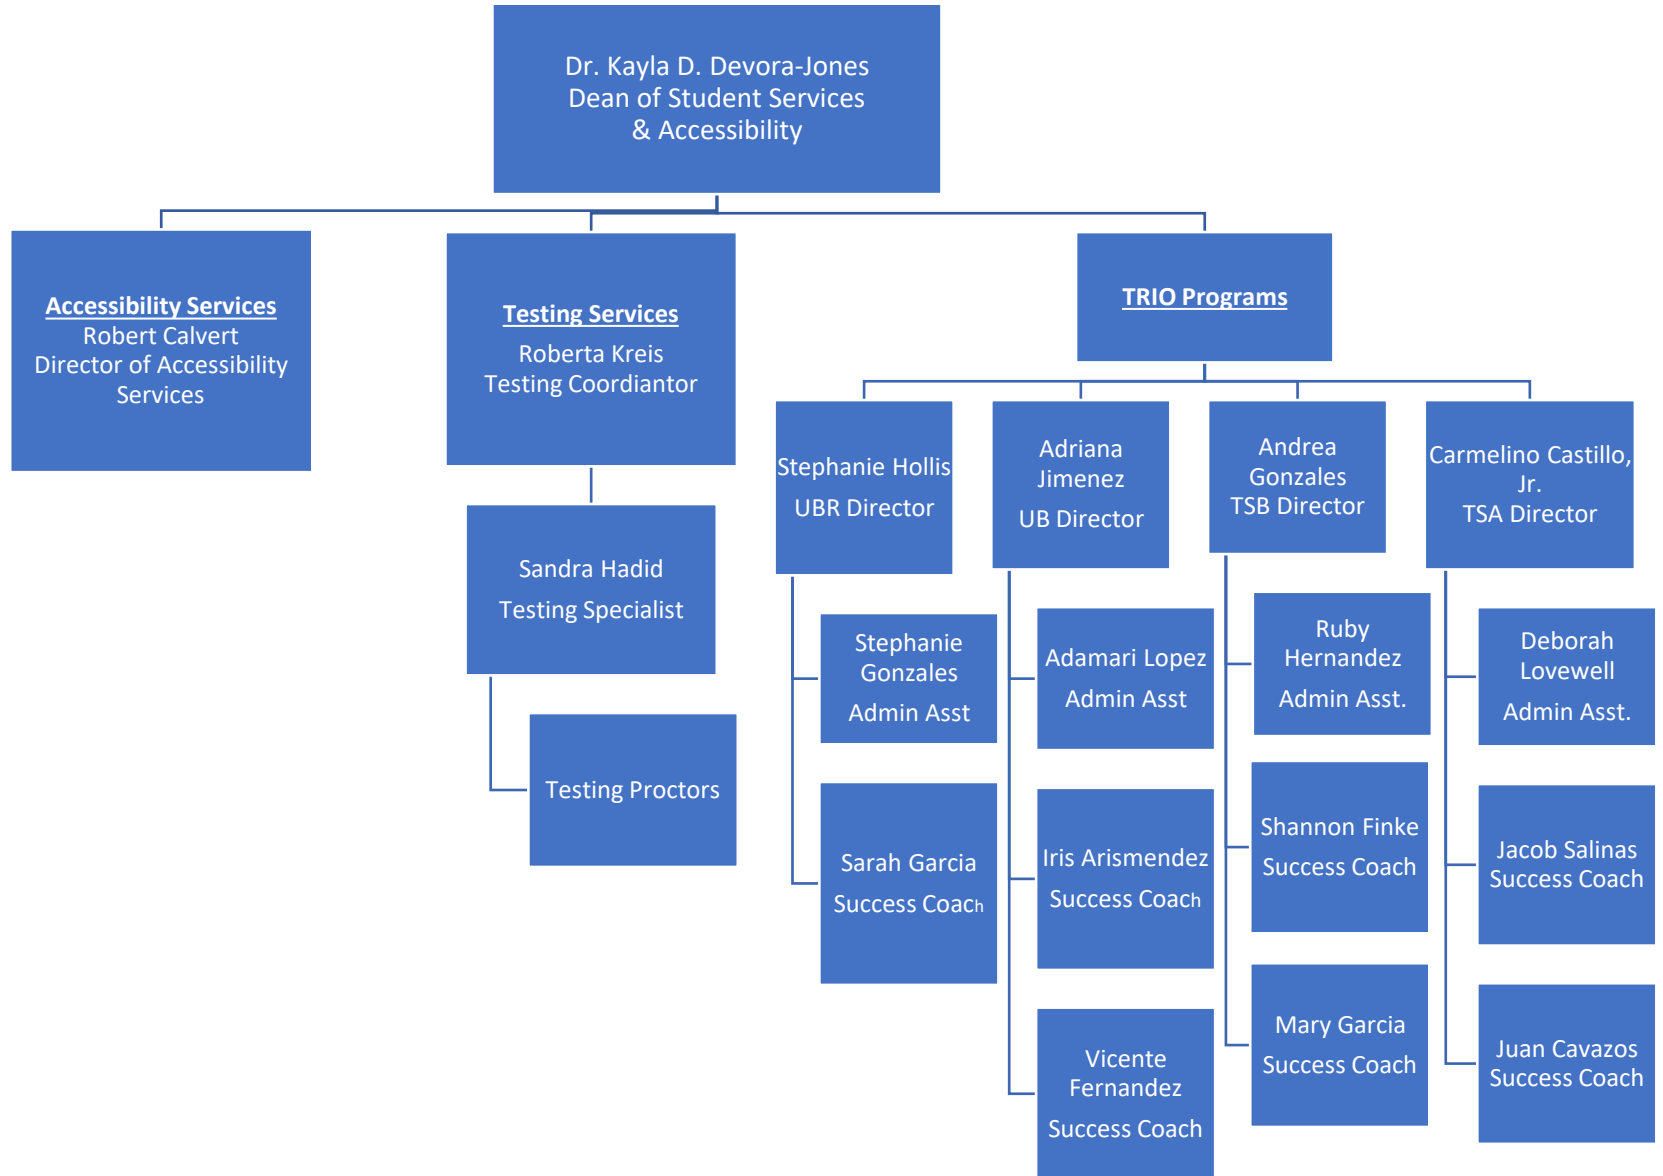 Dr. Kayla D. Devora-Jones
Dean of Student Services
& Accessibility
Accessibility Services
Robert Calvert
Director of Accessibility
Services
Testing Services
Roberta Kreis
Testing Coordiantor
Sandra Hadid
Testing Specialist
Testing Proctors
TRIO Programs
Stephanie Hollis
UBR Director
Stephanie
Gonzales
Admin Asst
Sarah Garcia
Success Coach
Adriana
Jimenez
UB Director
Adamari Lopez
Admin Asst
Iris Arismendez
Success Coach
Vicente
Fernandez
Success Coach
Andrea
Gonzales
TSB Director
Ruby
Hernandez
Admin Asst.
Shannon Finke
Success Coach
Mary Garcia
Success Coach
Carmelino Castillo,
Jr.
TSA Director
Deborah
Lovewell
Admin Asst.
Jacob Salinas
Success Coach
Juan Cavazos
Success Coach